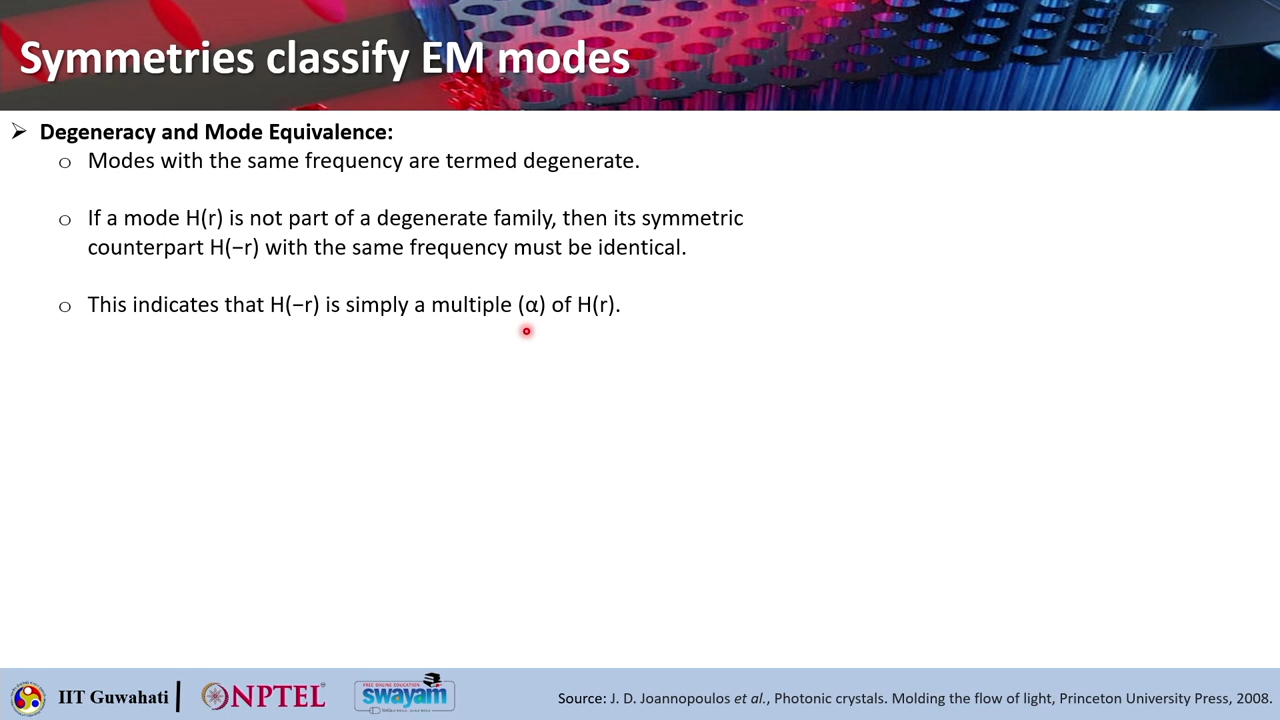 Symmetries classify EM modes
➢ Degeneracy and Mode Equivalence:
o Modes with the same frequency are termed degenerate.
o If a mode H(r) is not part of a degenerate family, then its symmetric
counterpart H(−r) with the same frequency must be identical.
o This indicates that H(−r) is simply a multiple (α) of H(r).
IIT Guwahati
NPTEL
FREE ONLINE EDUCATION
swayam
Source: J. D. Joannopoulos et al., Photonic crystals. Molding the flow of light, Princeton University Press, 2008.